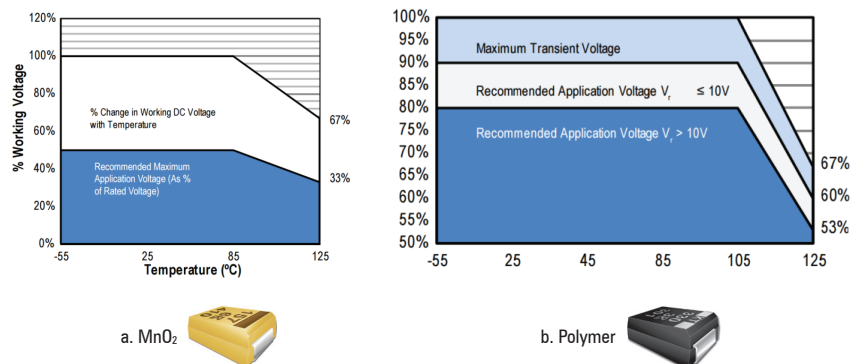 120%
100%
80%
60%
40%
20%
0%
% Working Voltage
% Change in Working DC Voltage
with Temperature
Recommended Maximum
Application Voltage (As %
of Rated Voltage)
67%
33%
-55 25 85 125
Temperature (ºC)
a. MnO₂
100%
95%
90%
85%
80%
75%
70%
65%
60%
55%
50%
Maximum Transient Voltage
Recommended Application Voltage Vᵣ ≤ 10V
Recommended Application Voltage Vᵣ > 10V
67%
60%
53%
-55 25 45 85 105 125
b. Polymer